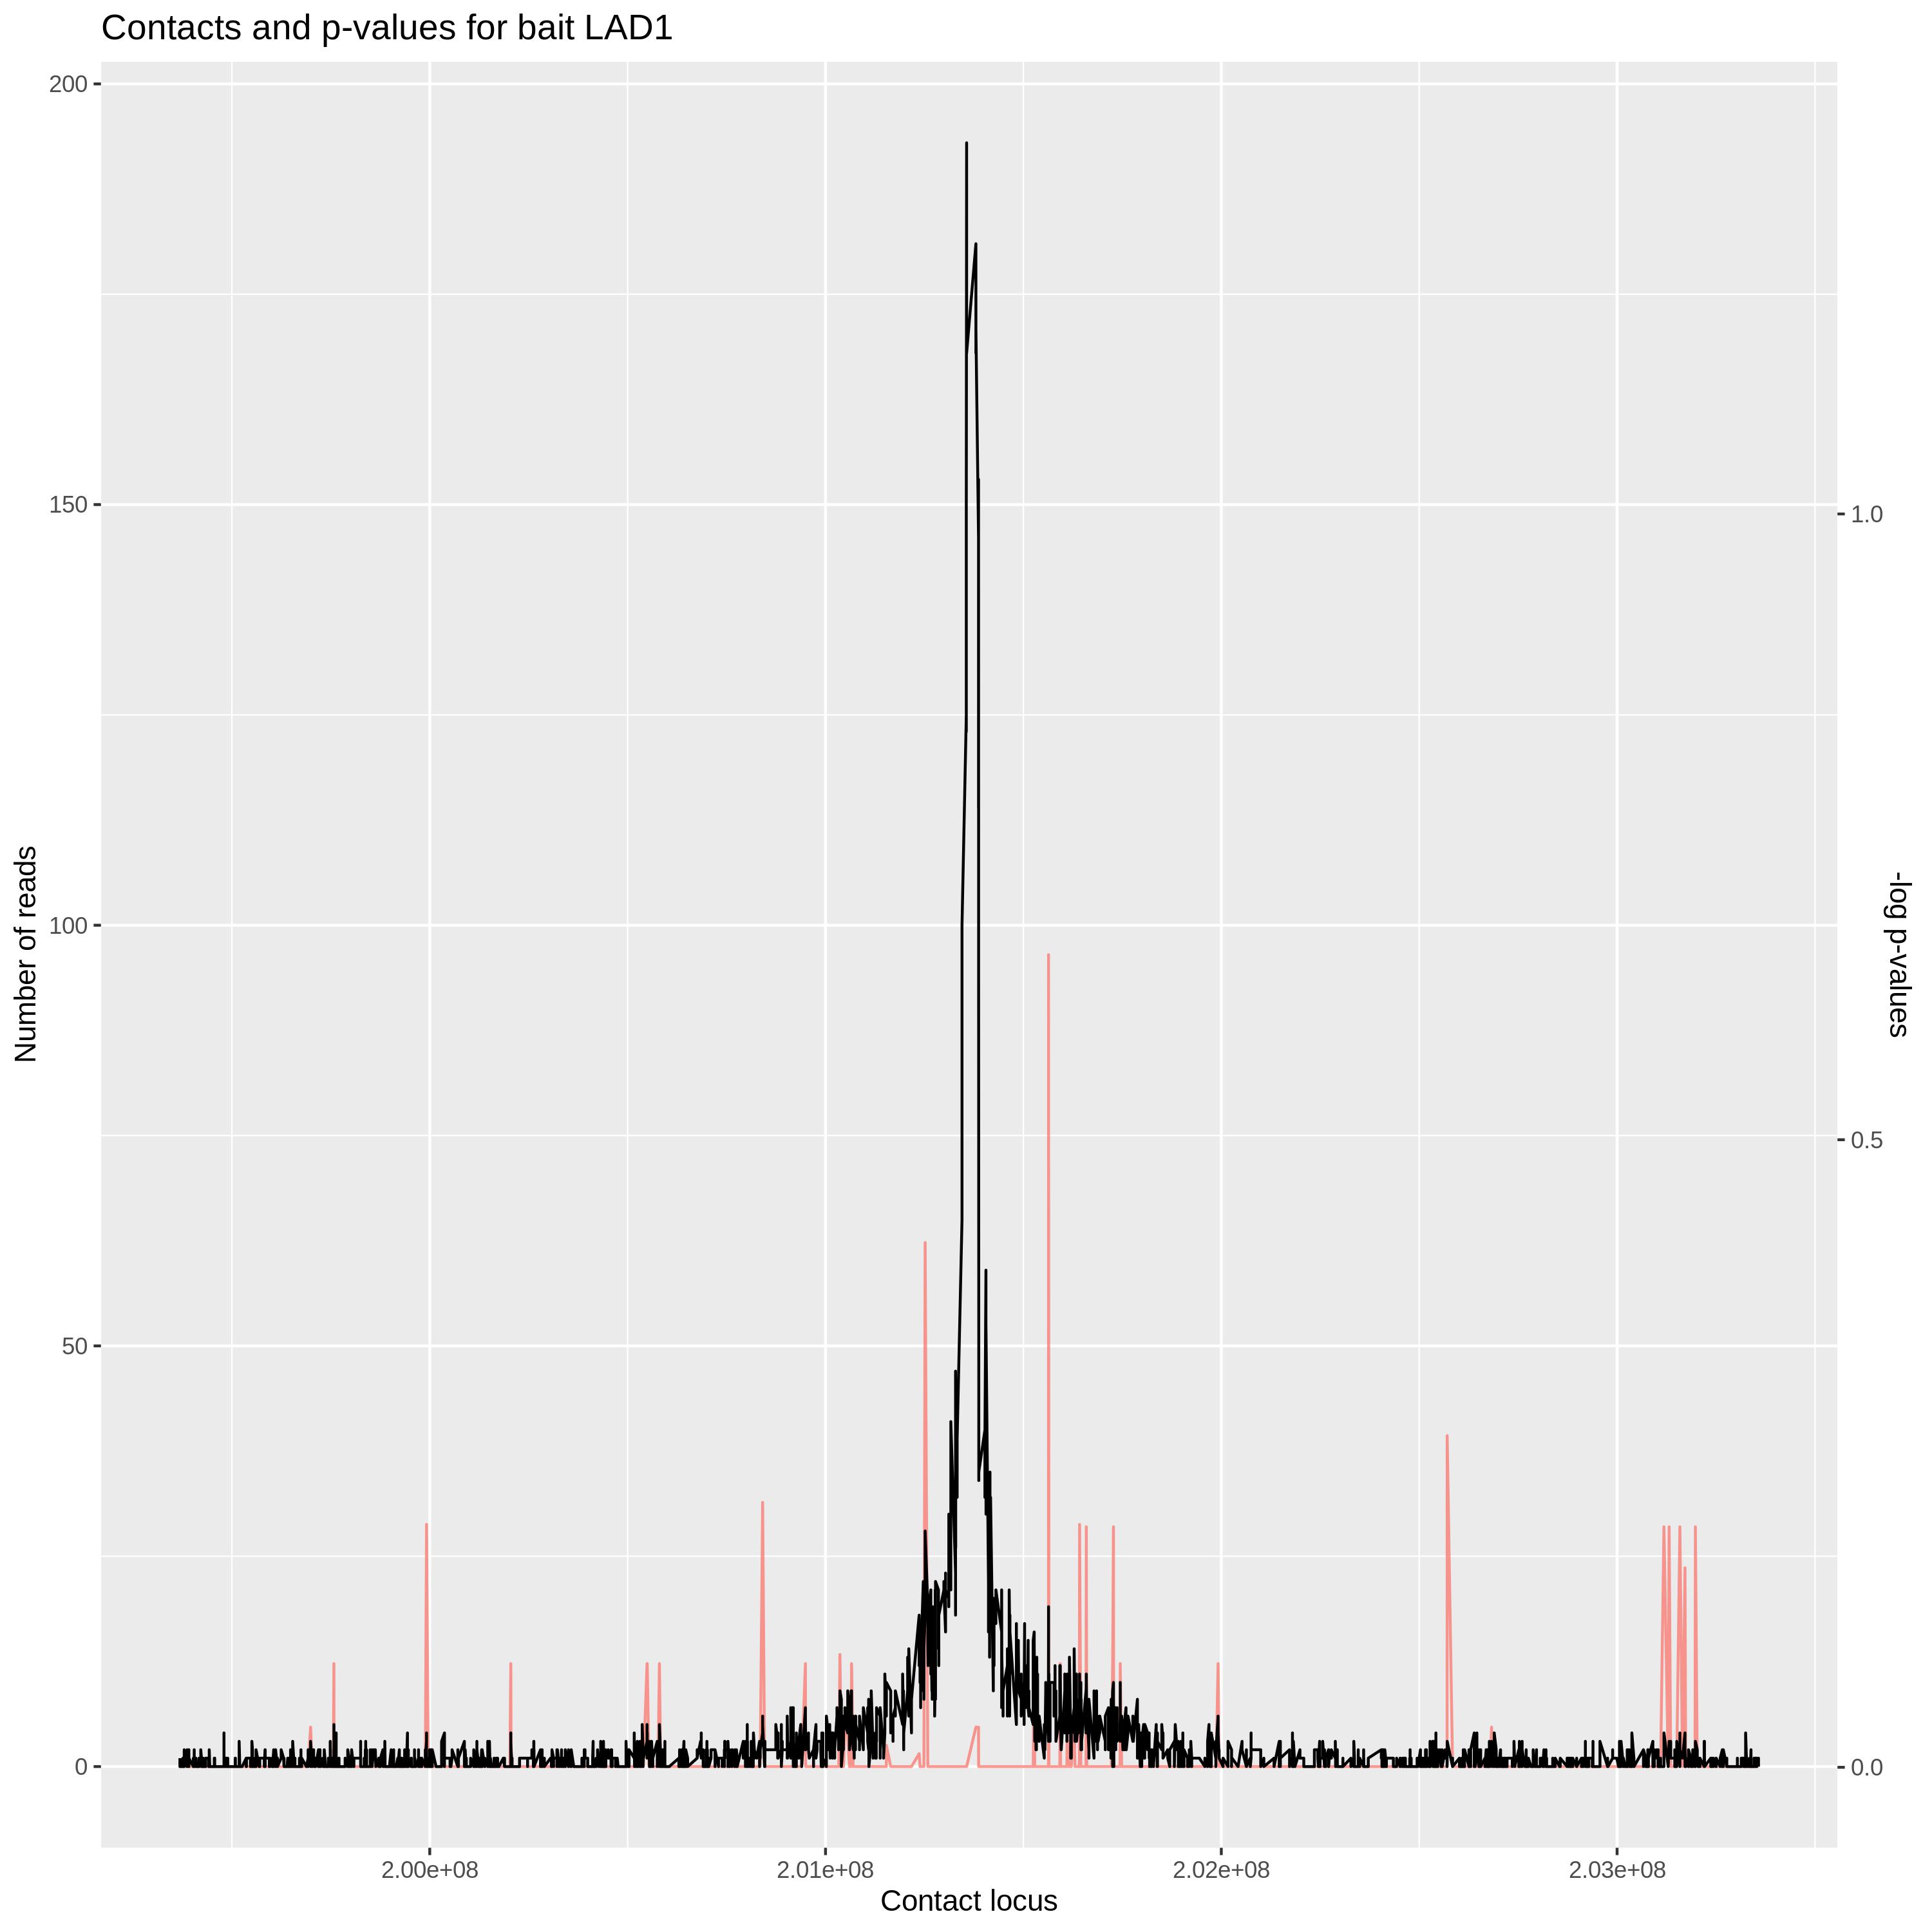 Contacts and p-values for bait LAD1
200
150
100
50
0
Number of reads
1.0
0.5
0.0
-log p-values
2.00e+08
2.01e+08
2.02e+08
2.03e+08
Contact locus